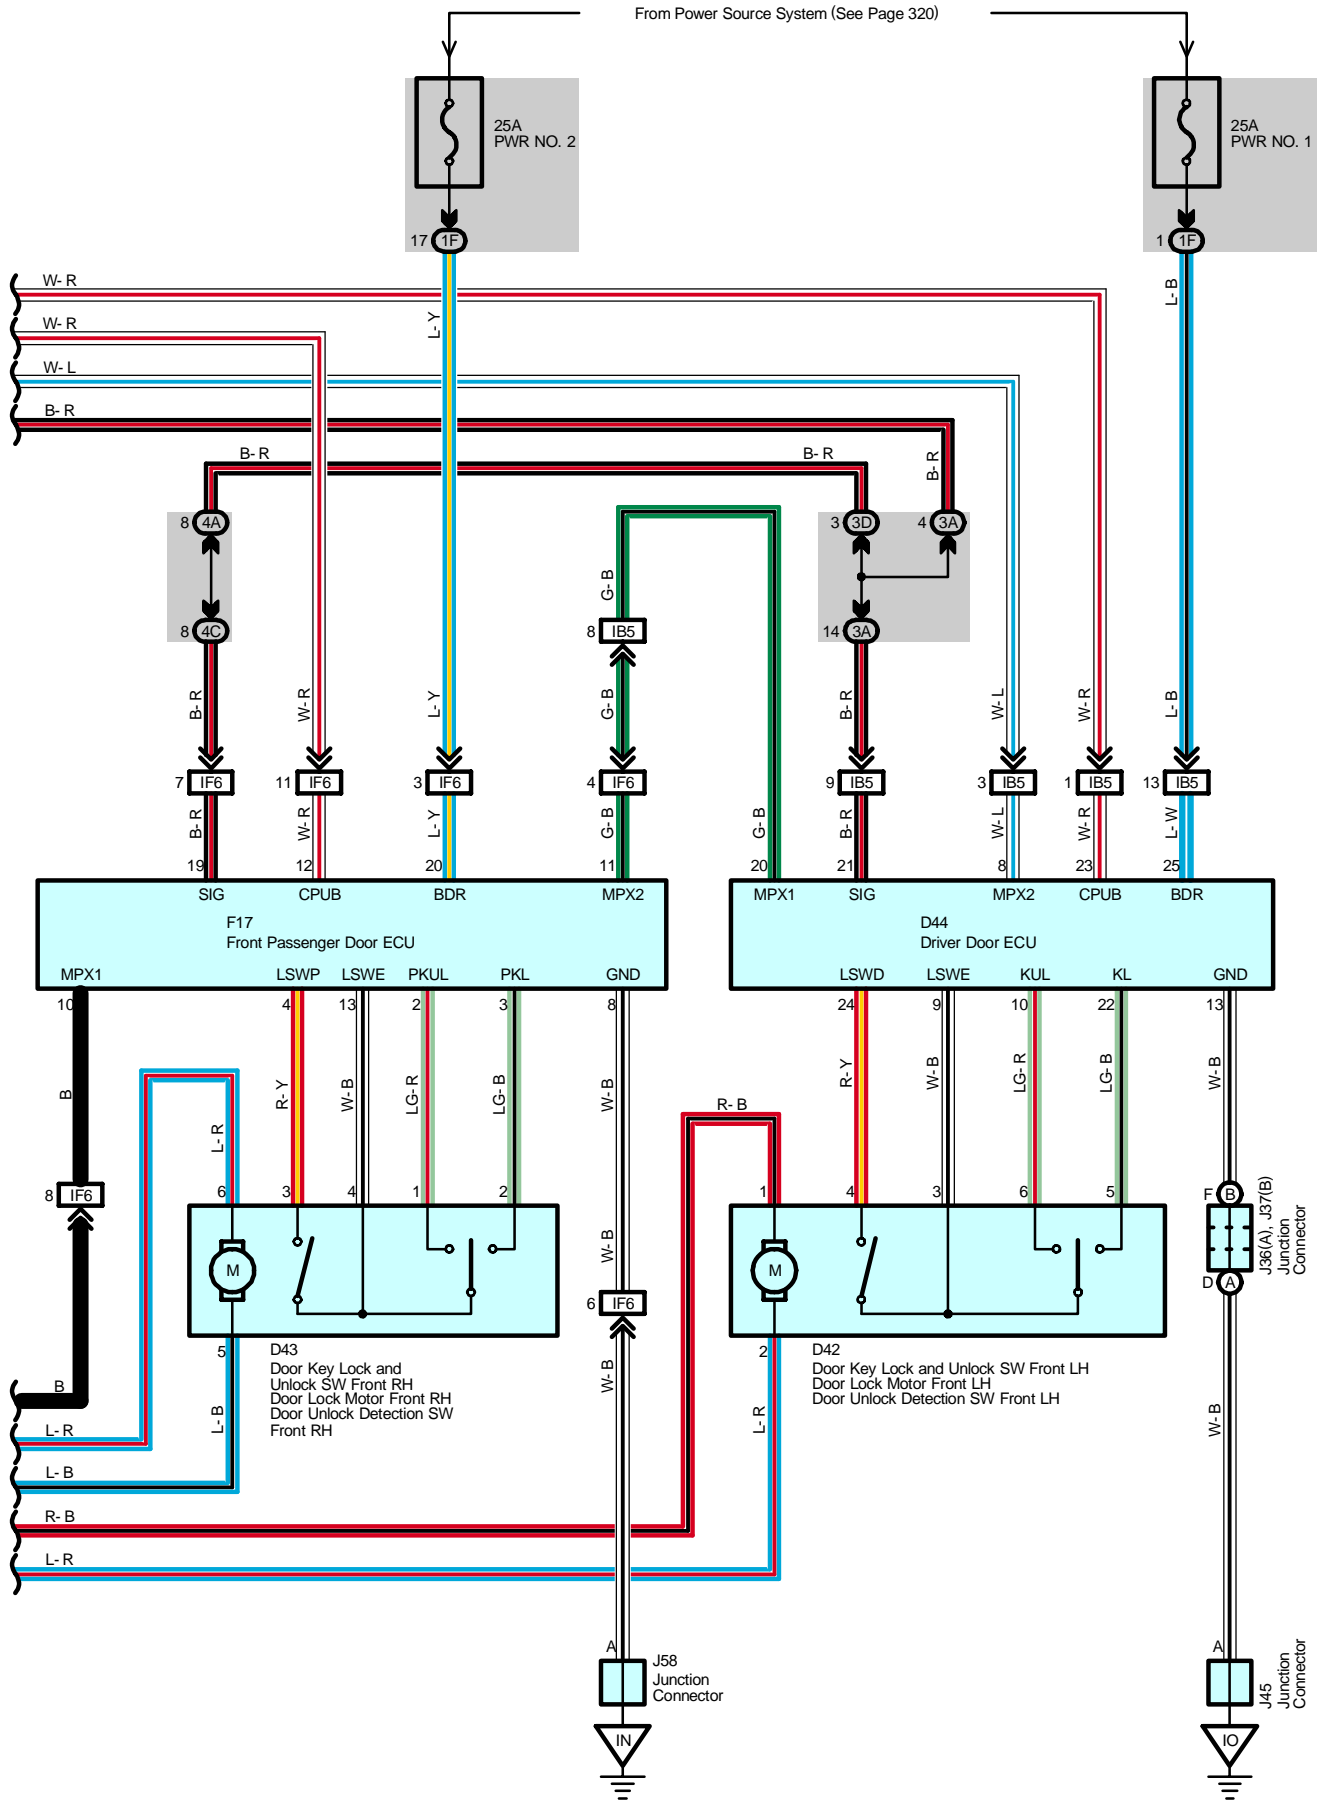 From Power Source System (See Page 320)
25A
PWR NO. 2
25A
PWR NO. 1
17 1F
1 1F
W- R
L- B
W- R
L- Y
W- L
B- R
B- R
B- R
B- R
8 4A
3 3D
4 3A
G- B
8 4C
8 IB5
14 3A
B- R
W- R
L- Y
G- B
B- R
W- L
W- R
L- B
7 IF6
11 IF6
3 IF6
4 IF6
9 IB5
3 IB5
1 IB5
13 IB5
B- R
W- R
L- Y
G- B
G- B
B- R
W- L
W- R
L- W
19
12
20
11
20
21
8
23
25
SIG
CPUB
BDR
MPX2
MPX1
SIG
MPX2
CPUB
BDR
F17
Front Passenger Door ECU
D44
Driver Door ECU
MPX1
LSWP
LSWE
PKUL
PKL
GND
LSWD
LSWE
KUL
KL
GND
10
4
13
2
3
8
24
9
10
22
13
B
R- Y
W- B
LG- R
LG- B
W- B
R- Y
W- B
LG- R
LG- B
W- B
R- B
L- R
8 IF6
6
3
4
1
2
1
4
3
6
5
F B
J36(A), J37(B)
Junction
Connector
W- B
M
M
D A
6 IF6
5
D43
Door Key Lock and
Unlock SW Front RH
Door Lock Motor Front RH
Door Unlock Detection SW
Front RH
2
D42
Door Key Lock and Unlock SW Front LH
Door Lock Motor Front LH
Door Unlock Detection SW Front LH
W- B
B
L- B
L- R
W- B
L- R
L- B
R- B
L- R
A
J58
Junction
Connector
A
J45
Junction
Connector
IN
IO